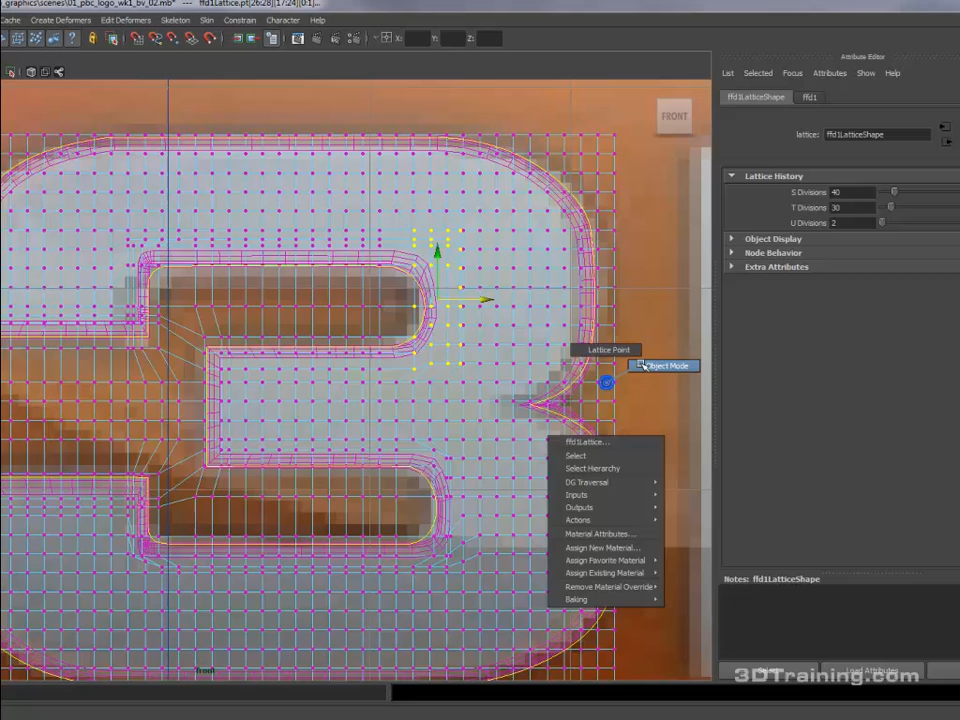 _graphics\scenes\01_pbc_logo_wk1_bv_02.mb* --- ffd1Lattice.pt[26:28][17:24][0:1]...
Cache Create Deformers Edit Deformers Skeleton Skin Constrain Character Help
X: Y: Z:
Attribute Editor
List Selected Focus Attributes Show Help
ffd1LatticeShape ffd1
FRONT
lattice: ffd1LatticeShape
Lattice History
S Divisions 40
T Divisions 30
U Divisions 2
Object Display
Node Behavior
Extra Attributes
Lattice Point
Object Mode
ffd1Lattice...
Select
Select Hierarchy
DG Traversal
Inputs
Outputs
Actions
Material Attributes...
Assign New Material...
Assign Favorite Material
Assign Existing Material
Remove Material Override
Baking
Notes: ffd1LatticeShape
front
Load Attributes
3DTraining.com